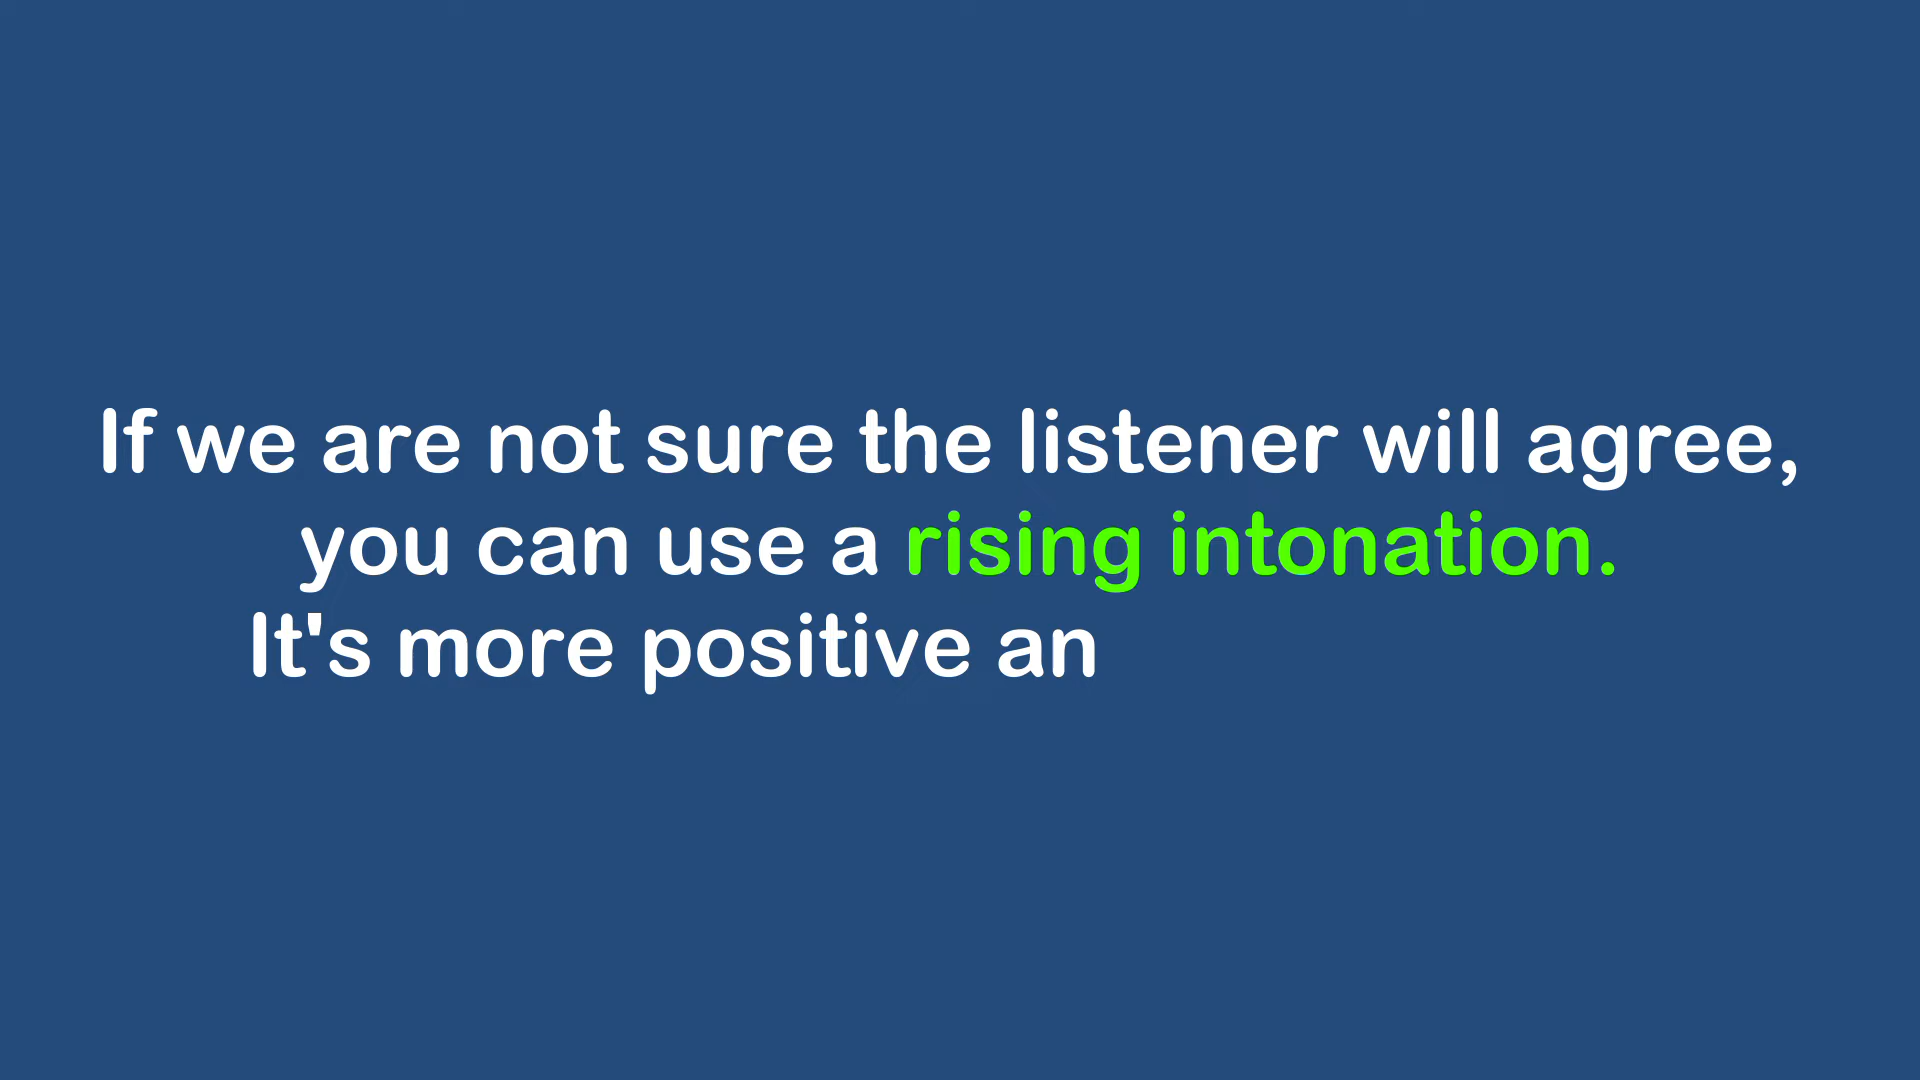 If we are not sure the listener will agree,
you can use a rising intonation.
It's more positive an